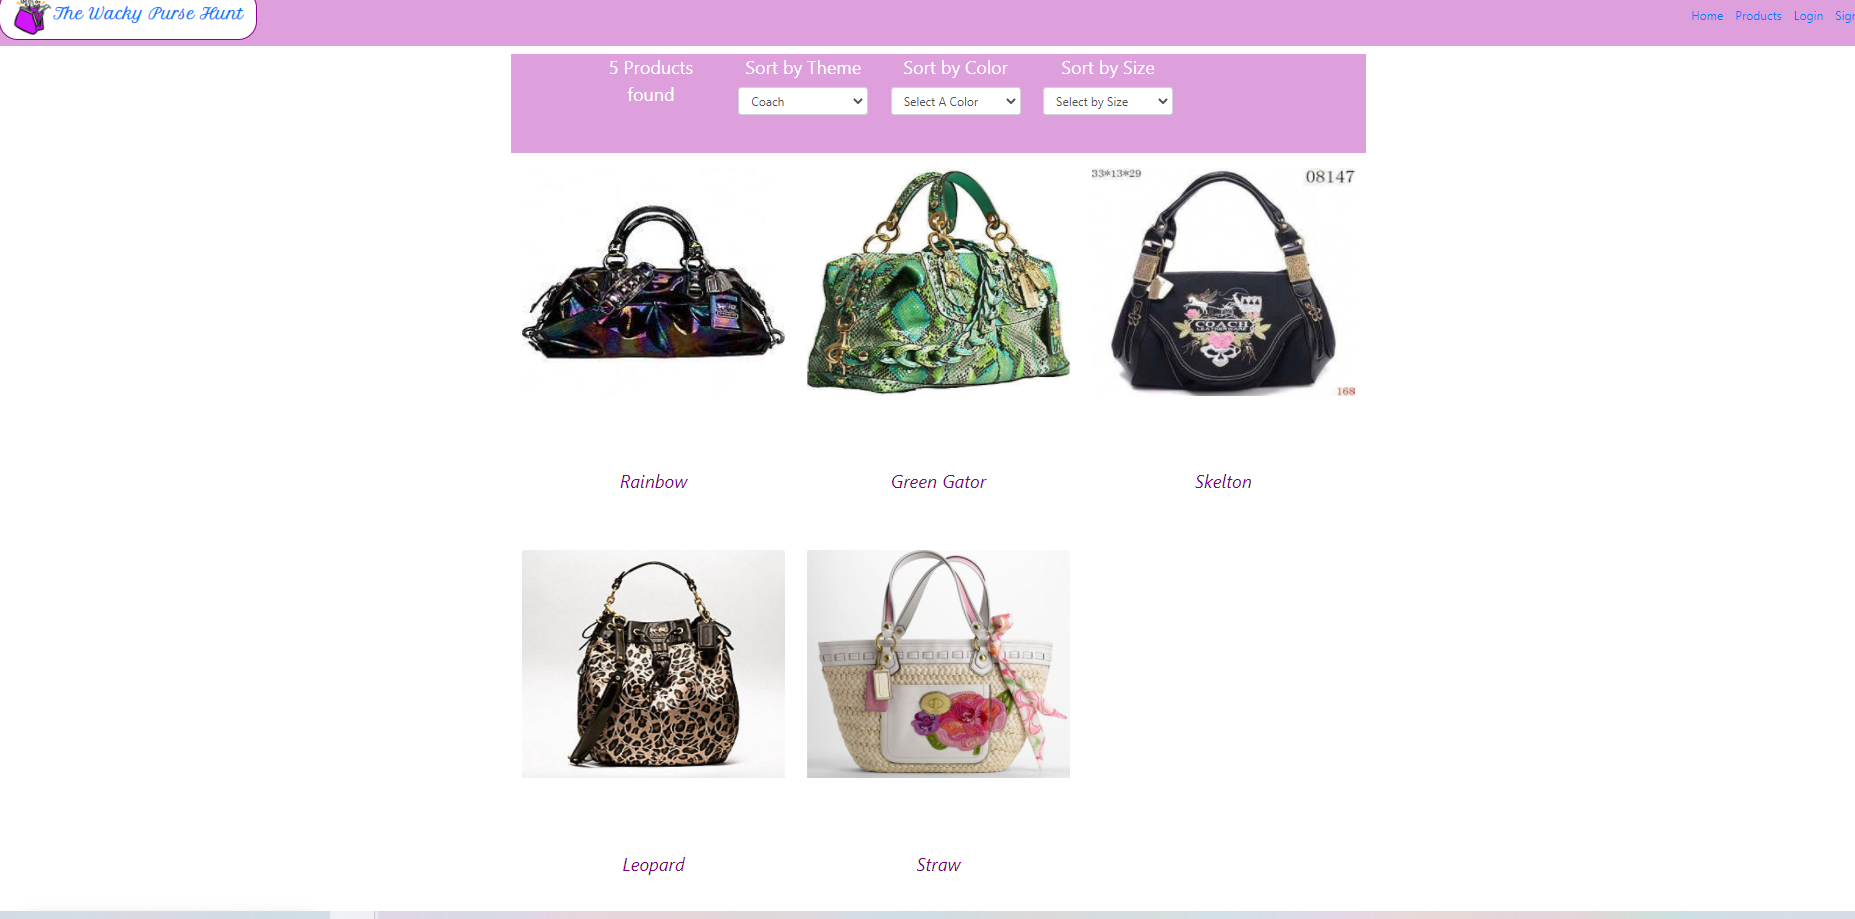 The Wacky Purse Hunt
Home Products Login
5 Products
found
Sort by Theme
Coach
Sort by Color
Select A Color
Sort by Size
Select by Size
33*13*29
08147
COACH
168
Rainbow
Green Gator
Skelton
Leopard
Straw